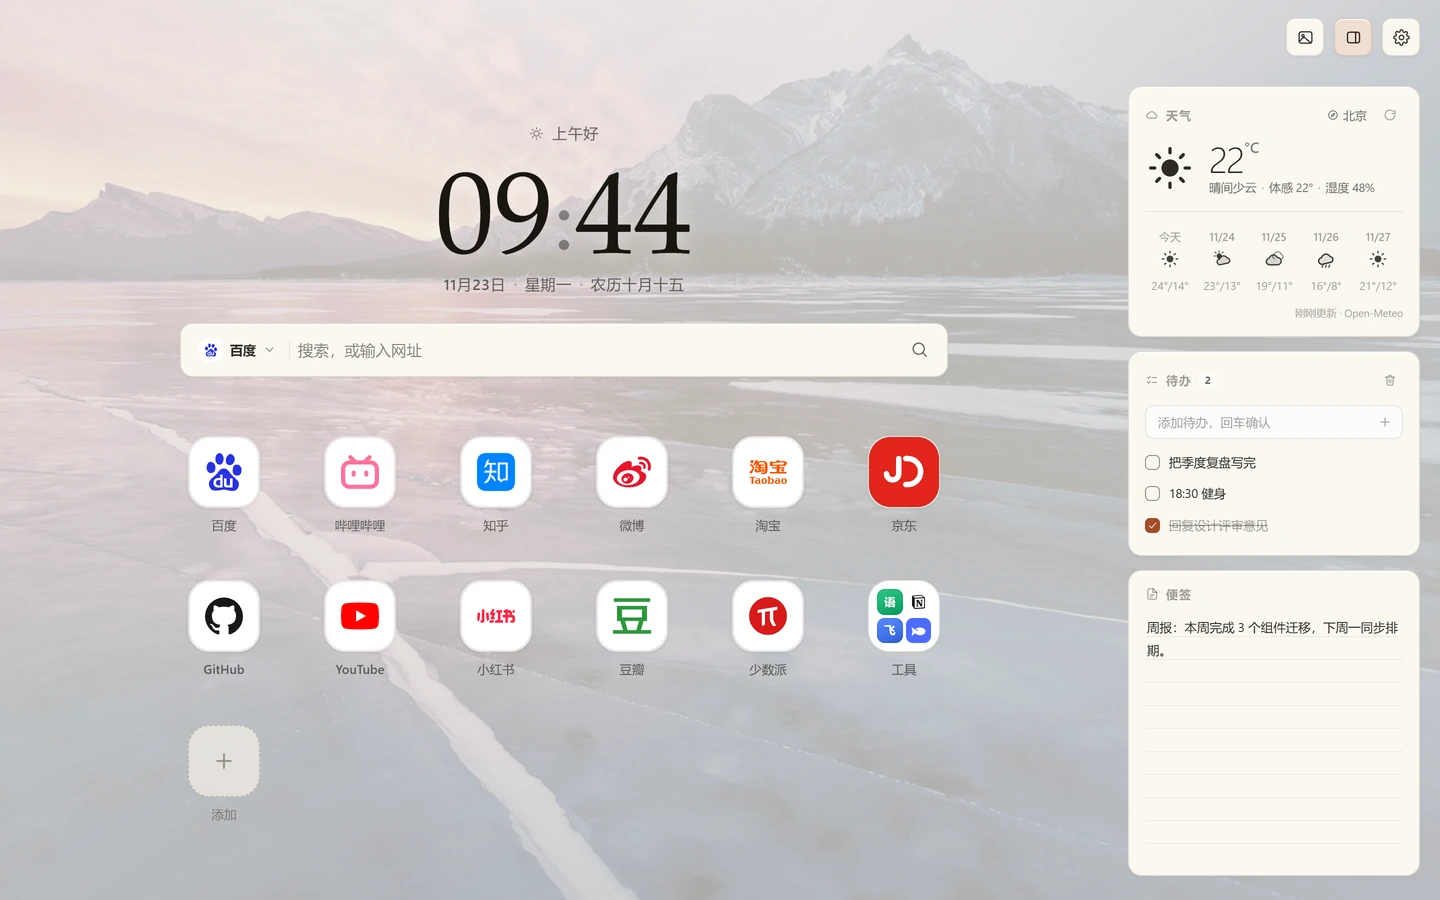 上午好
09:44
11月23日 · 星期一 · 农历十月十五
百度 搜索，或输入网址
du
知
淘宝
Taobao
JD
百度 哔哩哔哩 知乎 微博 淘宝 京东
小红书
豆
π
语
N
飞
GitHub YouTube 小红书 豆瓣 少数派 工具
添加
天气 北京
22°C
晴间少云 · 体感 22° · 湿度 48%
今天 11/24 11/25 11/26 11/27
24°/14° 23°/13° 19°/11° 16°/8° 21°/12°
刚刚更新 · Open-Meteo
待办 2
添加待办，回车确认
把季度复盘写完
18:30 健身
回复设计评审意见
便签
周报：本周完成 3 个组件迁移，下周一同步排
期。